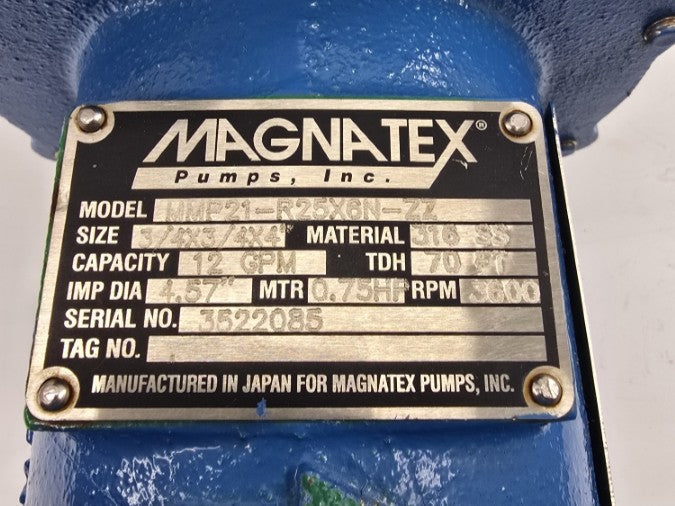 MAGNATEX®
Pumps, Inc.
MODEL MMP21-R25X6N-ZZ
SIZE 3/4X3/4X4" MATERIAL 316 SS
CAPACITY 12 GPM TDH 70 FT
IMP DIA 4.57" MTR 0.75HP RPM 3600
SERIAL NO. 3522085
TAG NO.
MANUFACTURED IN JAPAN FOR MAGNATEX PUMPS, INC.